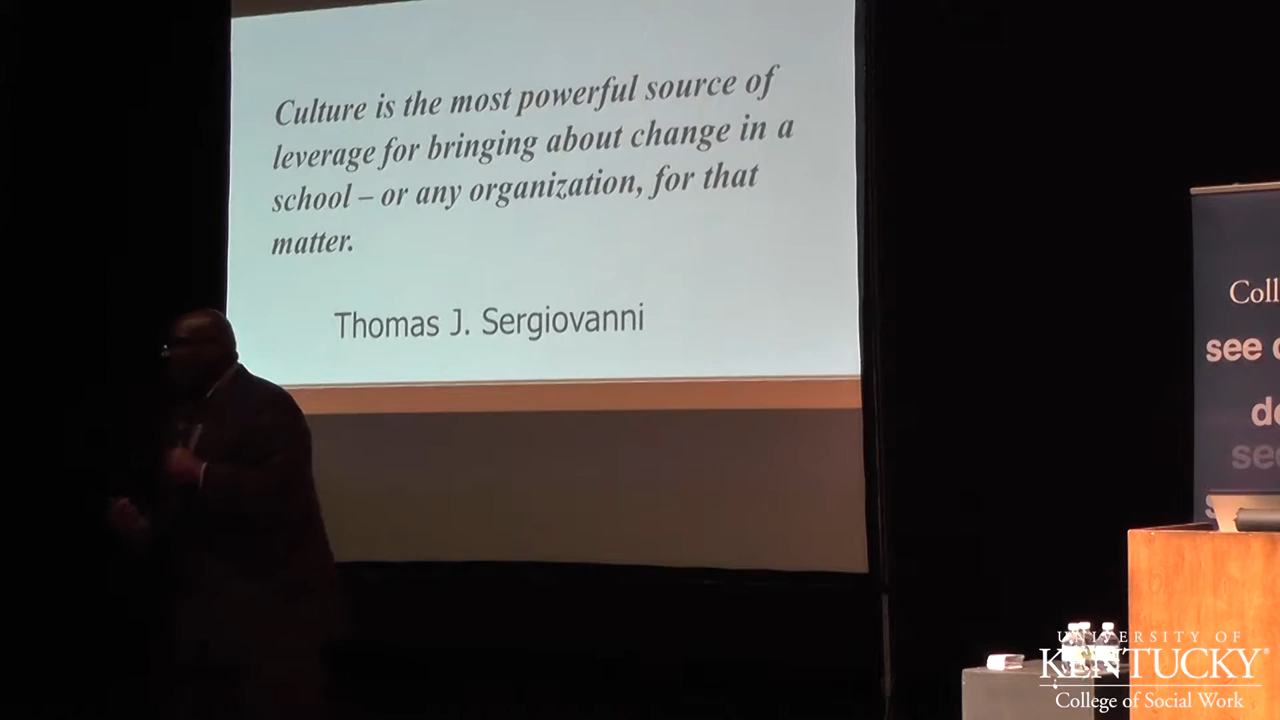 Culture is the most powerful source of
leverage for bringing about change in a
school – or any organization, for that
matter.
Thomas J. Sergiovanni
Coll
see
UNIVERSITY OF
KENTUCKY®
College of Social Work